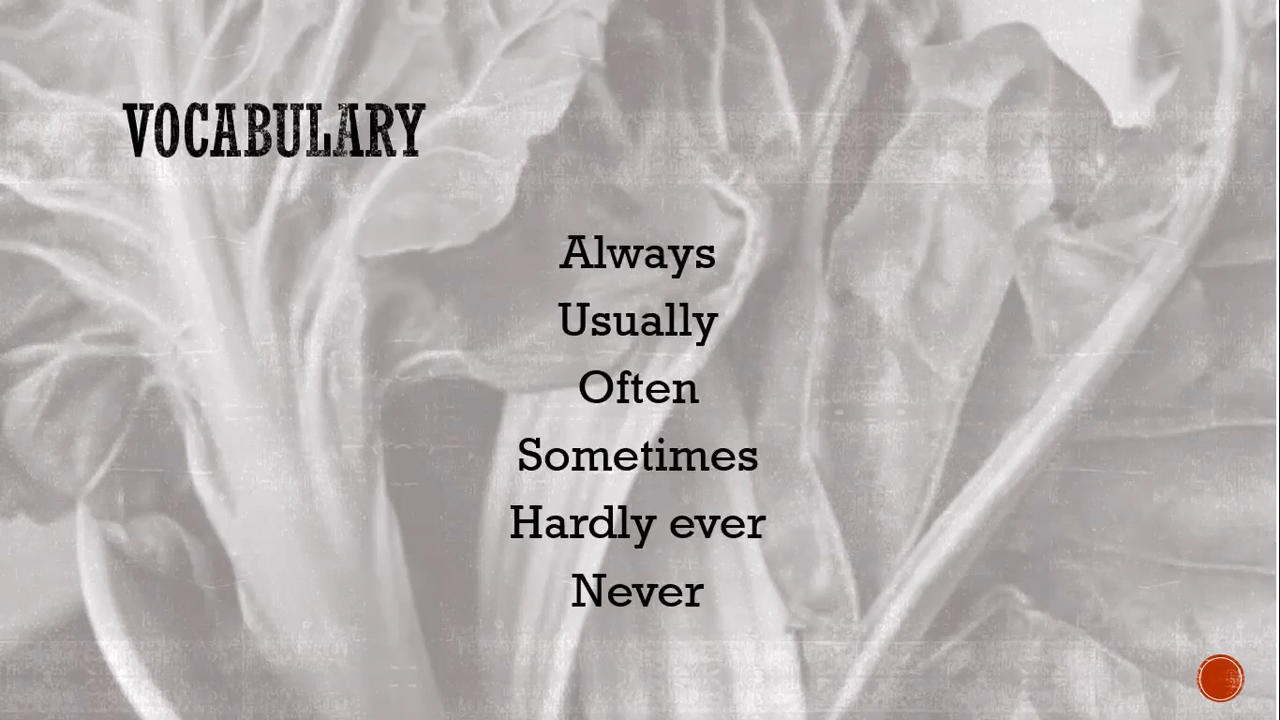 VOCABULARY
Always
Usually
Often
Sometimes
Hardly ever
Never